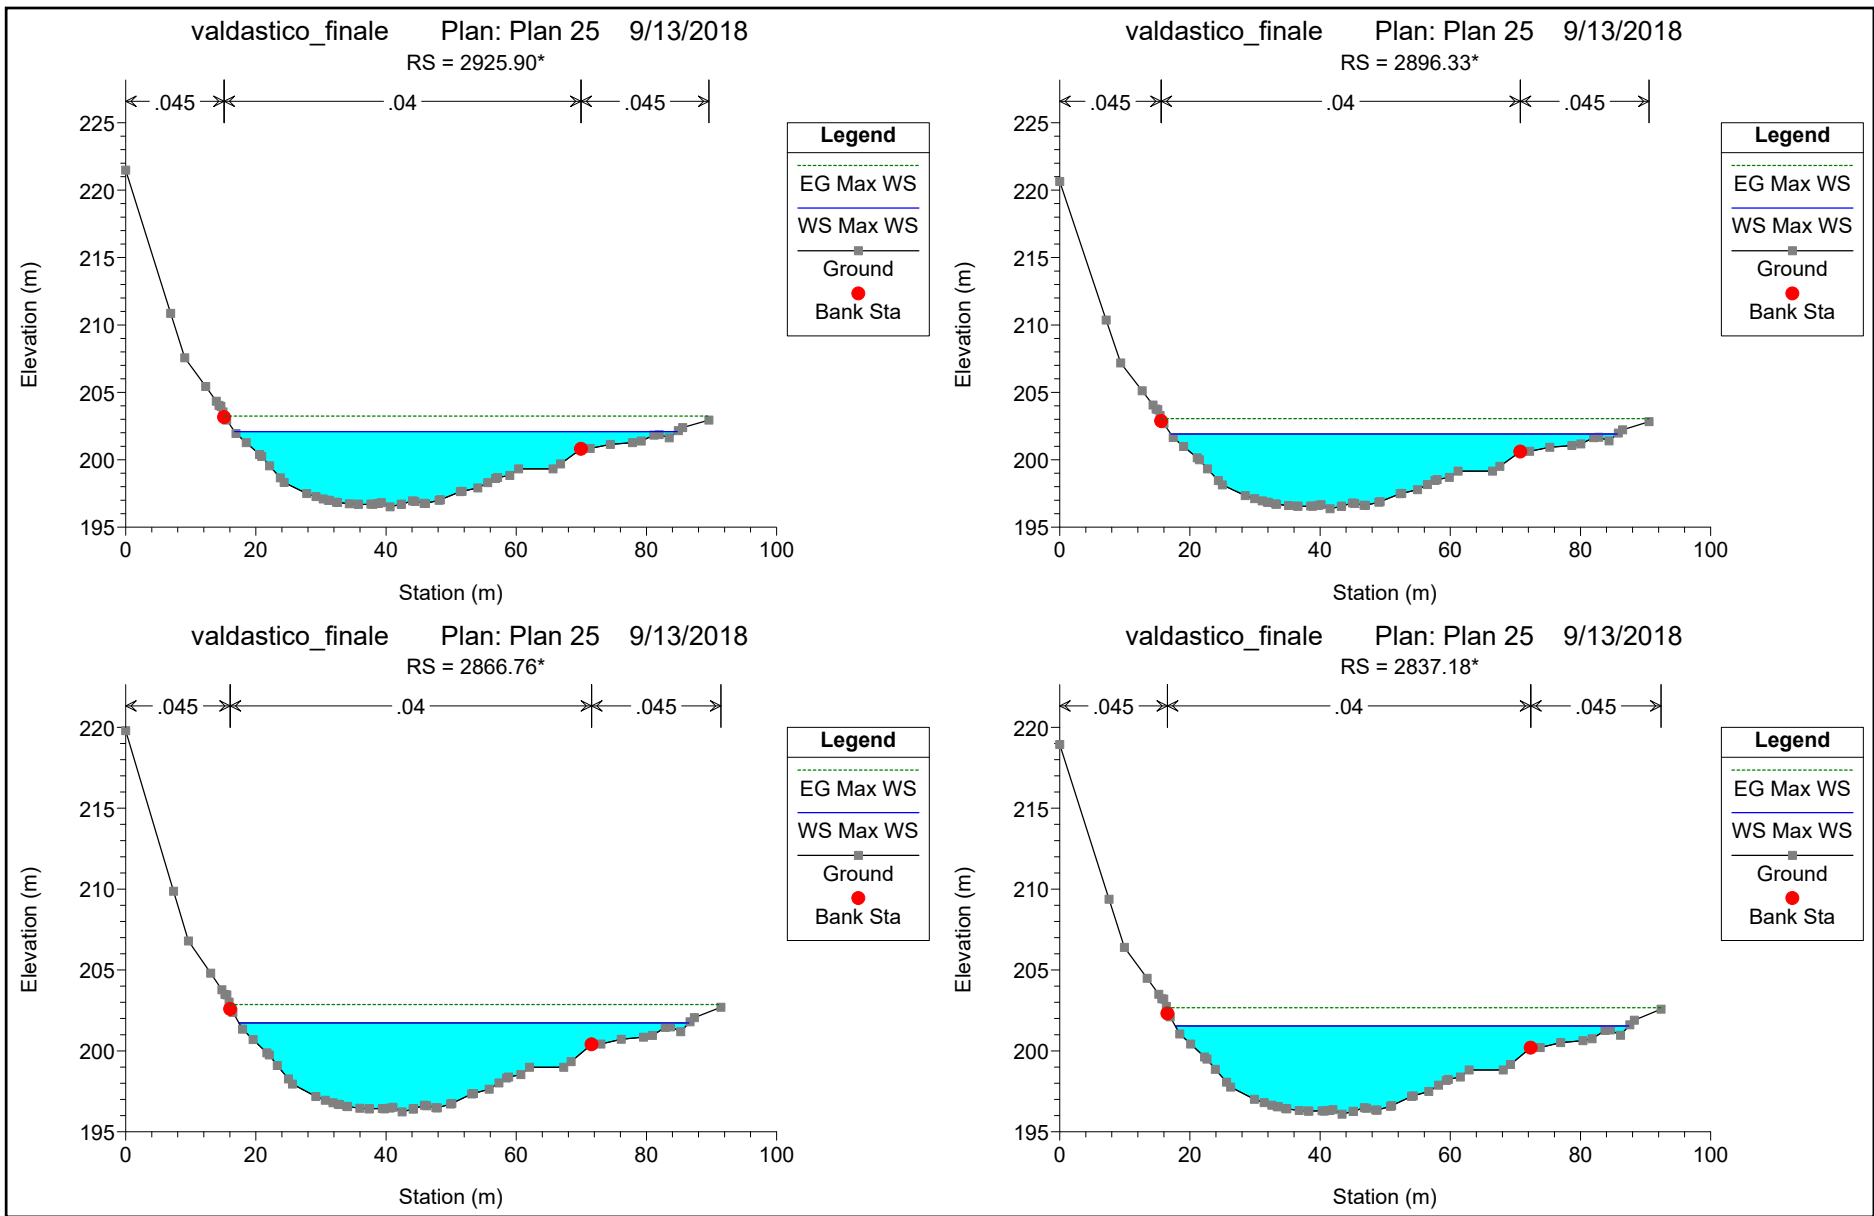 valdastico_finale Plan: Plan 25 9/13/2018
RS = 2925.90*
.045 .04 .045
225
220
215
210
205
200
195
Elevation (m)
0 20 40 60 80 100
Station (m)
Legend
EG Max WS
WS Max WS
Ground
Bank Sta
valdastico_finale Plan: Plan 25 9/13/2018
RS = 2896.33*
.045 .04 .045
225
220
215
210
205
200
195
Elevation (m)
0 20 40 60 80 100
Station (m)
Legend
EG Max WS
WS Max WS
Ground
Bank Sta
valdastico_finale Plan: Plan 25 9/13/2018
RS = 2866.76*
.045 .04 .045
220
215
210
205
200
195
Elevation (m)
0 20 40 60 80 100
Station (m)
Legend
EG Max WS
WS Max WS
Ground
Bank Sta
valdastico_finale Plan: Plan 25 9/13/2018
RS = 2837.18*
.045 .04 .045
220
215
210
205
200
195
Elevation (m)
0 20 40 60 80 100
Station (m)
Legend
EG Max WS
WS Max WS
Ground
Bank Sta